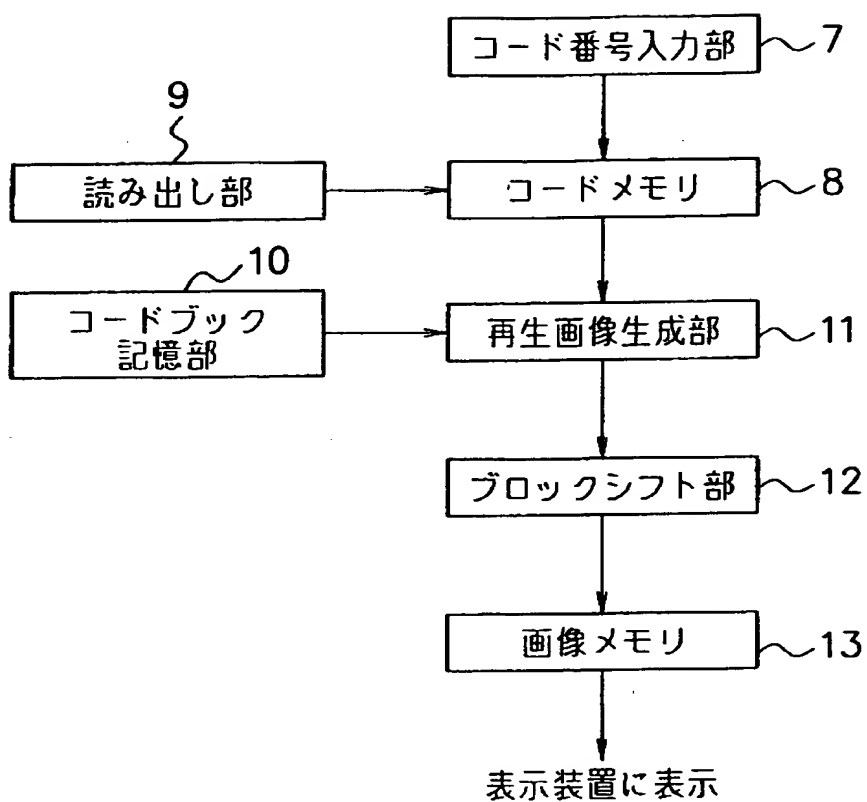 コード番号入力部 7
9
読み出し部
コードメモリ 8
10
コードブック
記憶部
再生画像生成部 11
ブロックシフト部 12
画像メモリ 13
表示装置に表示